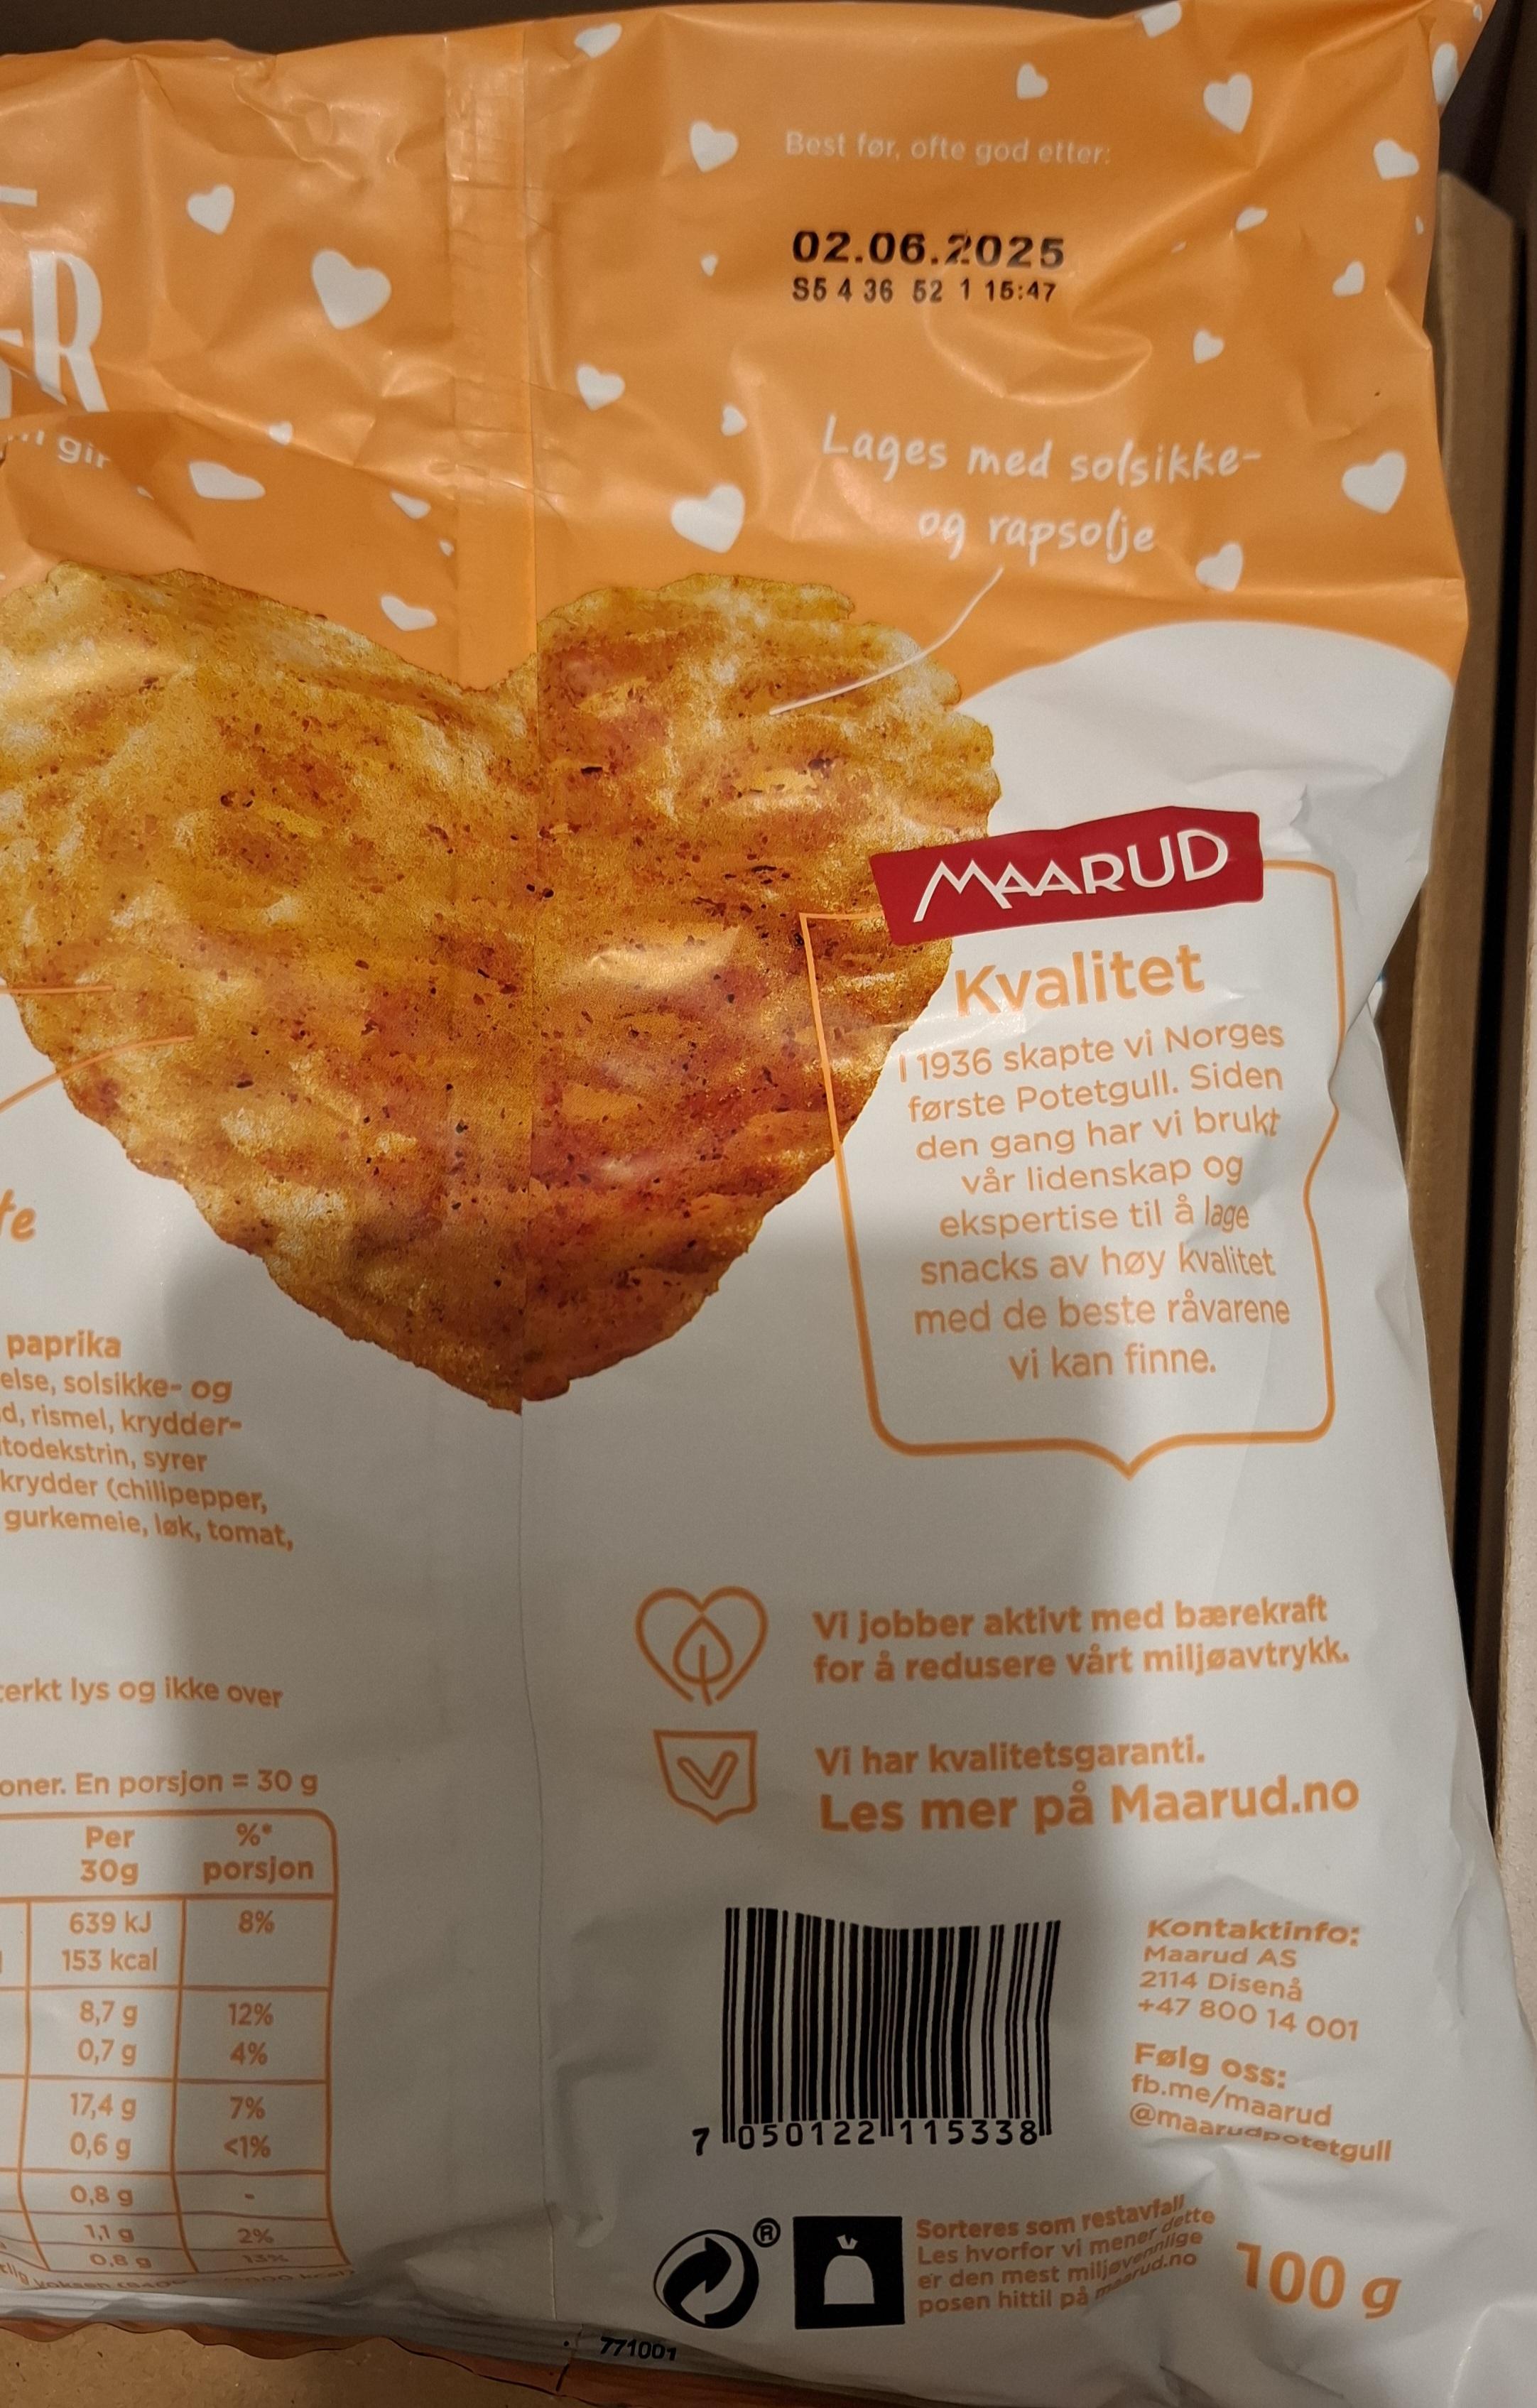 R
gir
Best før, ofte god etter:
02.06.2025
S5 4 36 52 1 15:47
Lages med solsikke-
og rapsolje
MAARUD
Kvalitet
I 1936 skapte vi Norges
første Potetgull. Siden
den gang har vi brukt
vår lidenskap og
ekspertise til å lage
snacks av høy kvalitet
med de beste råvarene
vi kan finne.
te
paprika
else, solsikke- og
d, rismel, krydder-
todekstrin, syrer
krydder (chilipepper,
gurkemeie, løk, tomat,
terkt lys og ikke over
oner. En porsjon = 30 g
Per %*
30g porsjon
639 kJ 8%
153 kcal
8,7 g 12%
0,7 g 4%
17,4 g 7%
0,6 g <1%
0,8 g -
1,1 g 2%
0,8 g 13%
Vi jobber aktivt med bærekraft
for å redusere vårt miljøavtrykk.
Vi har kvalitetsgaranti.
Les mer på Maarud.no
7 050122 115338
Kontaktinfo:
Maarud AS
2114 Disenå
+47 800 14 001
Følg oss:
fb.me/maarud
@maarudpotetgull
®
Sorteres som restavfall
Les hvorfor vi mener dette
er den mest miljøvennlige
posen hittil på maarud.no
100 g
771001